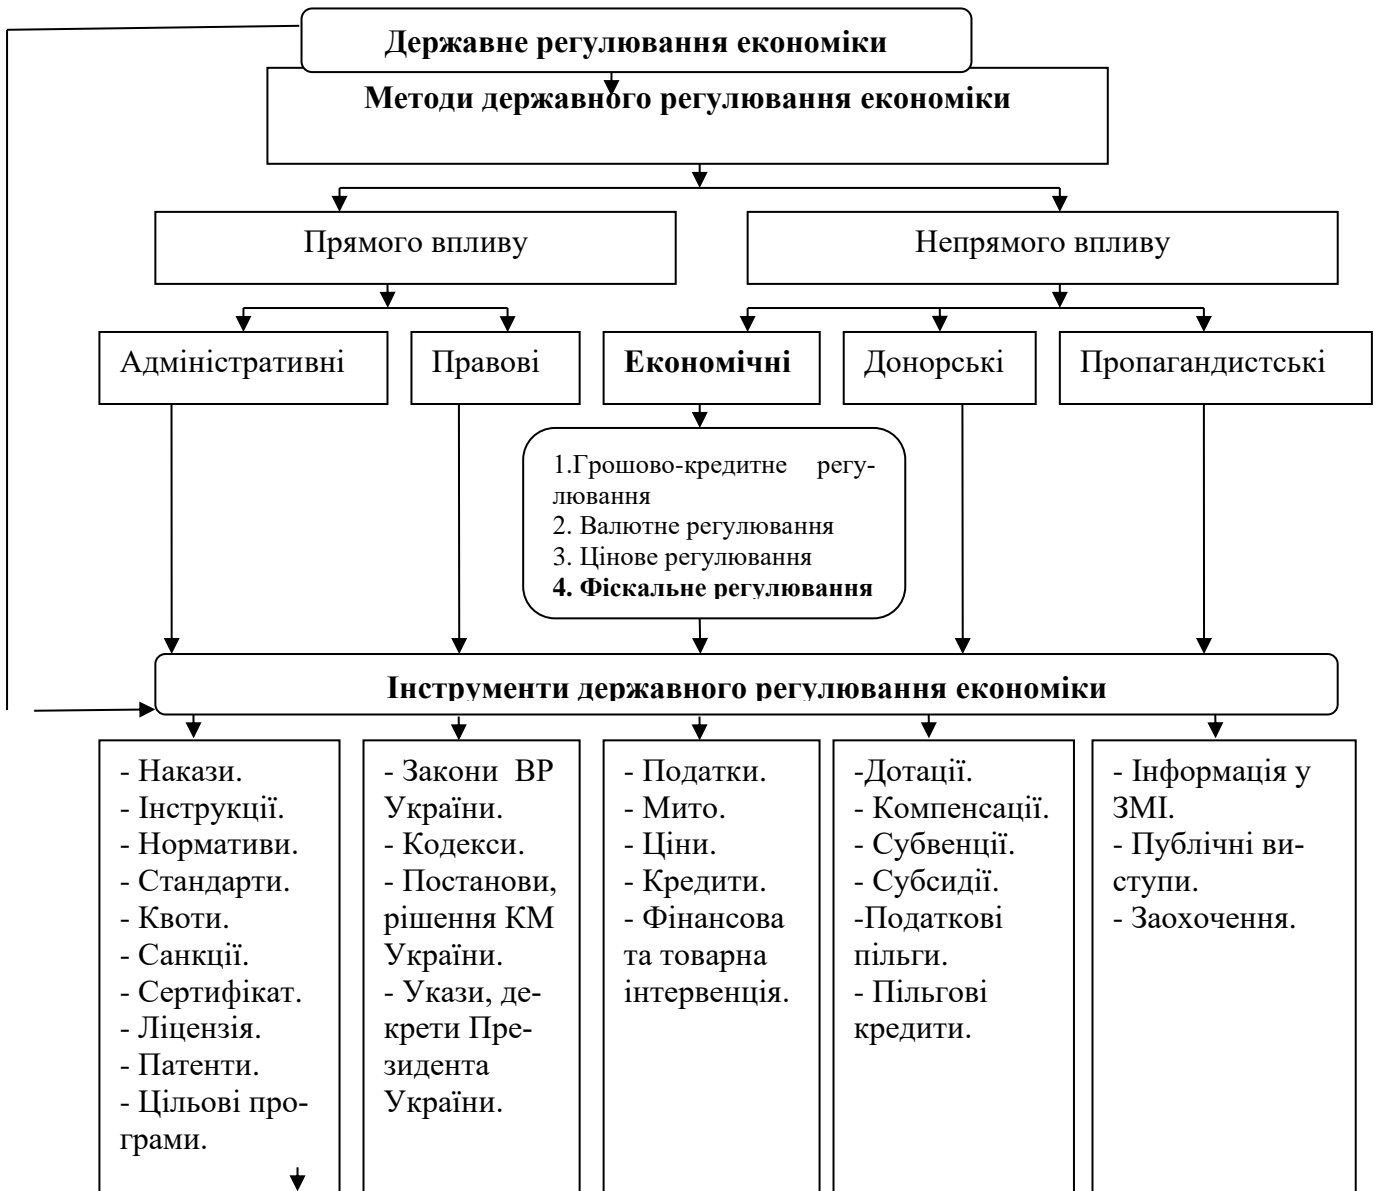 Державне регулювання економіки
Методи державного регулювання економіки
Прямого впливу
Непрямого впливу
Адміністративні
Правові
Економічні
Донорські
Пропагандистські
1.Грошово-кредитне регу-
лювання
2. Валютне регулювання
3. Цінове регулювання
4. Фіскальне регулювання
Інструменти державного регулювання економіки
- Накази.
- Інструкції.
- Нормативи.
- Стандарти.
- Квоти.
- Санкції.
- Сертифікат.
- Ліцензія.
- Патенти.
- Цільові про-
грами.
- Закони ВР
України.
- Кодекси.
- Постанови,
рішення КМ
України.
- Укази, де-
крети Пре-
зидента
України.
- Податки.
- Мито.
- Ціни.
- Кредити.
- Фінансова
та товарна
інтервенція.
-Дотації.
- Компенсації.
- Субвенції.
- Субсидії.
-Податкові
пільги.
- Пільгові
кредити.
- Інформація у
ЗМІ.
- Публічні ви-
ступи.
- Заохочення.